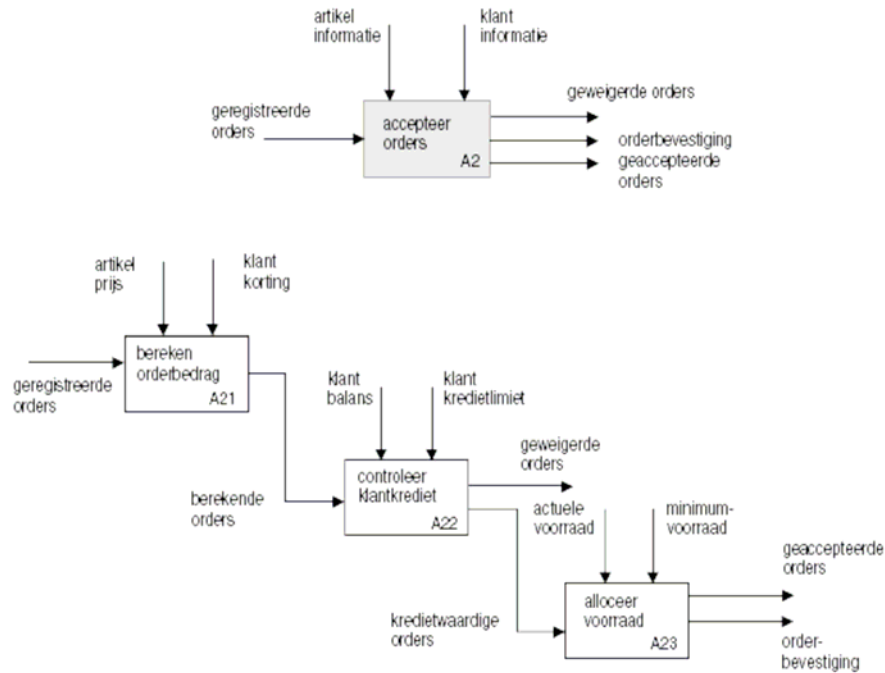 artikel
informatie
klant
informatie
geregistreerde
orders
accepteer
orders
A2
geweigerde orders
orderbevestiging
geaccepteerde
orders
artikel
prijs
klant
korting
bereken
orderbedrag
A21
geregistreerde
orders
klant
balans
klant
kredietlimiet
berekende
orders
controleer
klantkrediet
A22
geweigerde
orders
actuele
voorraad
minimum-
voorraad
kredietwaardige
orders
alloceer
voorraad
A23
geaccepteerde
orders
order-
bevestiging